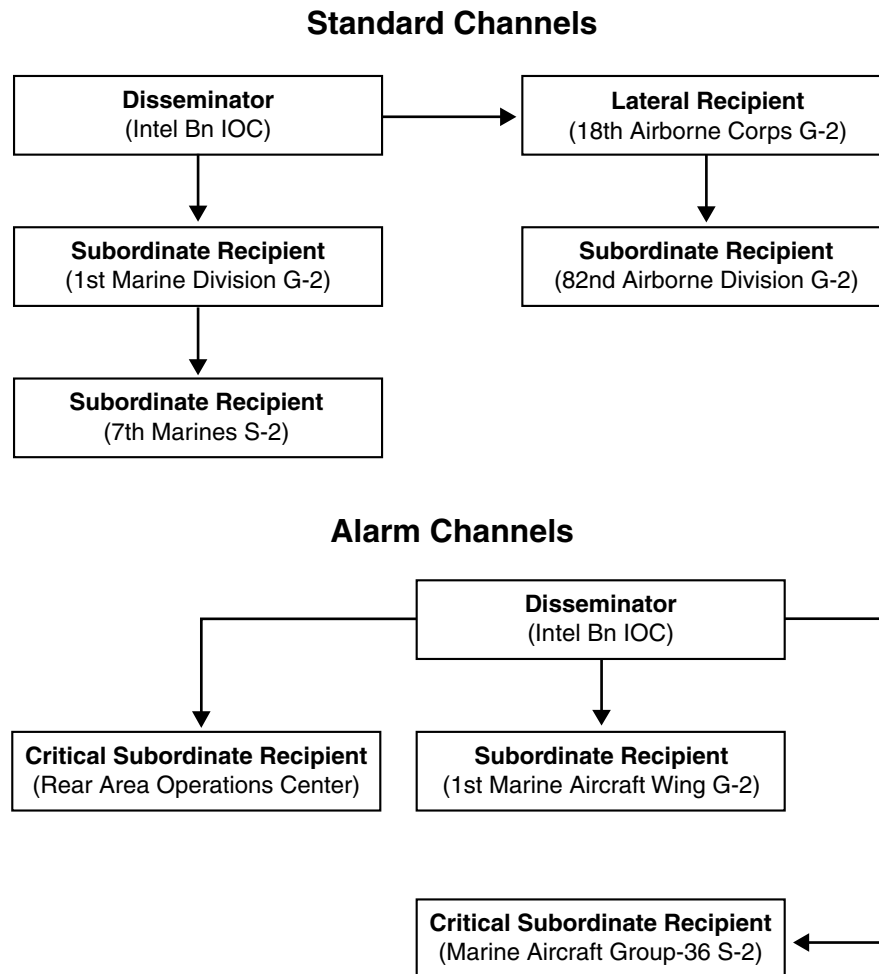 Standard Channels
Disseminator
(Intel Bn IOC)
Lateral Recipient
(18th Airborne Corps G-2)
Subordinate Recipient
(1st Marine Division G-2)
Subordinate Recipient
(82nd Airborne Division G-2)
Subordinate Recipient
(7th Marines S-2)
Alarm Channels
Disseminator
(Intel Bn IOC)
Critical Subordinate Recipient
(Rear Area Operations Center)
Subordinate Recipient
(1st Marine Aircraft Wing G-2)
Critical Subordinate Recipient
(Marine Aircraft Group-36 S-2)